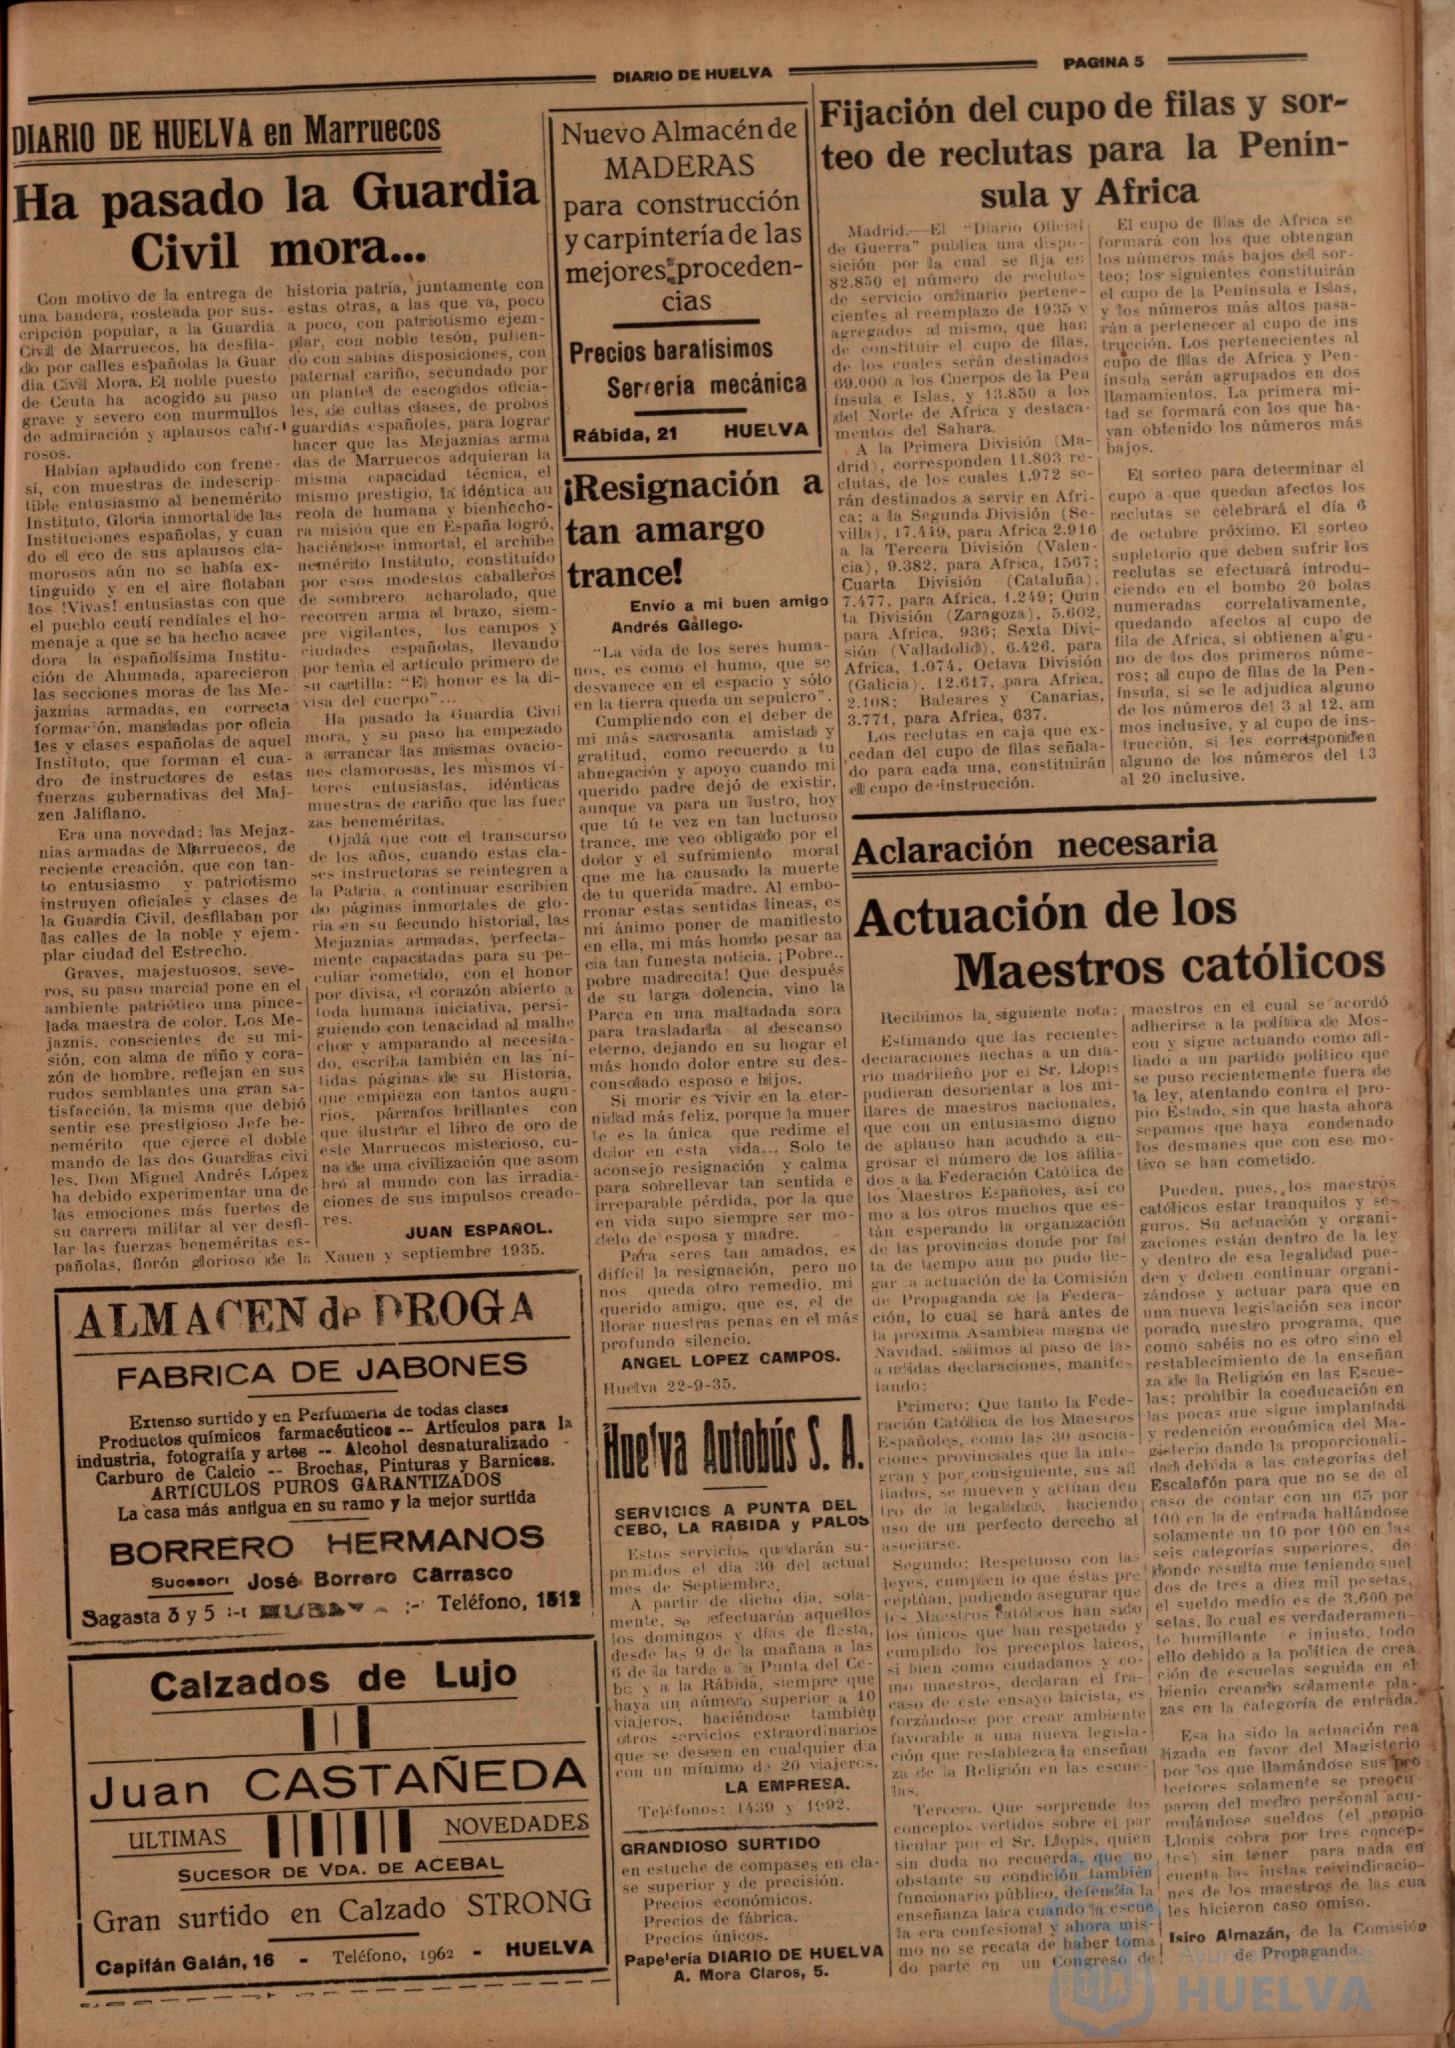 DIARIO DE HUELVA
PAGINA 5
DIARIO DE HUELVA en Marruecos
Ha pasado la Guardia
Civil mora...
Con motivo de la entrega de
una bandera, costeada por sus-
cripción popular, a la Guardia
Civil de Marruecos, ha desfila-
do por calles españolas la Guar
dia Civil Mora. El noble puesto
de Ceuta ha acogido su paso
grave y severo con murmullos
de admiración y aplausos calu-
rosos.
Habían aplaudido con frene-
sí, con muestras de indescrip-
tible entusiasmo al benemérito
Instituto, Gloria inmortal de las
Instituciones españolas, y cuan
do el eco de sus aplausos cla-
morosos aún no se había ex-
tinguido y en el aire flotaban
los !Vivas! entusiastas con que
el pueblo ceutí rendíales el ho-
menaje a que se ha hecho acree
dora la españolísima Institu-
ción de Ahumada, aparecieron
las secciones moras de las Me-
jaznias armadas, en correcta
formación, mandadas por oficia
les y clases españolas de aquel
Instituto, que forman el cua-
dro de instructores de estas
fuerzas gubernativas del Maj-
zen Jalifiano.
Era una novedad: las Mejaz-
nias armadas de Marruecos, de
reciente creación, que con tan-
to entusiasmo y patriotismo
instruyen oficiales y clases de
la Guardia Civil, desfilaban por
las calles de la noble y ejem-
plar ciudad del Estrecho.
Graves, majestuosos, seve-
ros, su paso marcial pone en el
ambiente patriótico una pince-
lada maestra de color. Los Me-
jaznis, conscientes de su mi-
sión, con alma de niño y cora-
zón de hombre, reflejan en sus
rudos semblantes una gran sa-
tisfacción, la misma que debió
sentir ese prestigioso Jefe be-
nemérito que ejerce el doble
mando de las dos Guardias civi
les. Don Miguel Andrés López
ha debido experimentar una de
las emociones más fuertes de
su carrera militar al ver desfi-
lar las fuerzas beneméritas es-
pañolas, florón glorioso de la
historia patria, juntamente con
estas otras, a las que va, poco
a poco, con patriotismo ejem-
plar, con noble tesón, pulien-
do con sabias disposiciones, con
paternal cariño, secundado por
un plantel de escogidos oficia-
les, de cultas clases, de probos
guardias españoles, para lograr
hacer que las Mejaznias arma
das de Marruecos adquieran la
misma capacidad técnica, el
mismo prestigio, la idéntica au
reola de humana y bienhecho-
ra misión que en España logró,
haciéndose inmortal, el archibe
nemérito Instituto, constituído
por esos modestos caballeros
de sombrero acharolado, que
recorren arma al brazo, siem-
pre vigilantes, los campos y
ciudades españolas, llevando
por tema el artículo primero de
su cartilla: "El honor es la di-
visa del cuerpo"...
Ha pasado la Guardia Civil
mora, y su paso ha empezado
a arrancar las mismas ovacio-
nes clamorosas, les mismos ví-
tores entusiastas, idénticas
muestras de cariño que las fuer
zas beneméritas.
Ojalá que con el transcurso
de los años, cuando estas cla-
ses instructoras se reintegren a
la Patria, a continuar escribien
do páginas inmortales de glo-
ria en su fecundo historial, las
Mejaznias armadas, perfecta-
mente capacitadas para su pe-
culiar cometido, con el honor
por divisa, el corazón abierto a
toda humana iniciativa, persi-
guiendo con tenacidad al malhe
chor y amparando al necesita-
do, escriba también en las ní-
tidas páginas de su Historia,
que empieza con tantos augu-
rios, párrafos brillantes con
que ilustrar el libro de oro de
este Marruecos misterioso, cu-
na de una civilización que asom
bró al mundo con las irradia-
ciones de sus impulsos creado-
res.
JUAN ESPAÑOL.
Xauen y septiembre 1935.
ALMACEN de DROGA
FABRICA DE JABONES
Extenso surtido y en Perfumeria de todas clases
Productos químicos farmacéuticos -- Artículos para la
industria, fotografía y artes -- Alcohol desnaturalizado -
Carburo de Calcio -- Brochas, Pinturas y Barnices.
ARTICULOS PUROS GARANTIZADOS
La casa más antigua en su ramo y la mejor surtida
BORRERO HERMANOS
Sucesor: José Borrero Carrasco
Sagasta 3 y 5 :-: HUELVA :-: Teléfono, 1512
Calzados de Lujo
Juan CASTAÑEDA
ULTIMAS NOVEDADES
SUCESOR DE VDA. DE ACEBAL
Gran surtido en Calzado STRONG
Capitán Galán, 16 - Teléfono, 1962 - HUELVA
Nuevo Almacén de
MADERAS
para construcción
y carpintería de las
mejores proceden-
cias
Precios baratisimos
Serrería mecánica
Rábida, 21 HUELVA
¡Resignación a
tan amargo
trance!
Envío a mi buen amigo
Andrés Gallego.
"La vida de los seres huma-
nos, es como el humo, que se
desvanece en el espacio y sólo
en la tierra queda un sepulcro".
Cumpliendo con el deber de
mi más sacrosanta amistad y
gratitud, como recuerdo a tu
abnegación y apoyo cuando mi
querido padre dejó de existir,
aunque va para un lustro, hoy
que tú te vez en tan luctuoso
trance, me veo obligado por el
dolor y el sufrimiento moral
que me ha causado la muerte
de tu querida madre. Al embo-
rronar estas sentidas líneas, es
mi ánimo poner de manifiesto
en ella, mi más hondo pesar aa
cia tan funesta noticia. ¡Pobre..
pobre madrecita! Que después
de su larga dolencia, vino la
Parca en una maltadada sora
para trasladarla al descanso
eterno, dejando en su hogar el
más hondo dolor entre su des-
consolado esposo e hijos.
Si morir es vivir en la eter-
nidad más feliz, porque la muer
te es la única que redime el
dolor en esta vida... Solo te
aconsejo resignación y calma
para sobrellevar tan sentida e
irreparable pérdida, por la que
en vida supo siempre ser mo-
delo de esposa y madre.
Para seres tan amados, es
difícil la resignación, pero no
nos queda otro remedio, mi
querido amigo, que es, el de
llorar nuestras penas en el más
profundo silencio.
ANGEL LOPEZ CAMPOS.
Huelva 22-9-35.
Huelva Autobús S. A.
SERVICIOS A PUNTA DEL
CEBO, LA RABIDA y PALOS
Estos servicios quedarán su-
primidos el dia 30 del actual
mes de Septiembre.
A partir de dicho día, sola-
mente, se efectuarán aquellos
los domingos y días de fiesta,
desde las 9 de la mañana a las
6 de la tarde a la Punta del Ce-
bo y a la Rábida, siempre que
haya un número superior a 10
viajeros, haciéndose también
otros servicios extraordinarios
que se deseen en cualquier día
con un mínimo de 20 viajeros.
LA EMPRESA.
Teléfonos: 1439 y 1992.
GRANDIOSO SURTIDO
en estuche de compases en cla-
se superior y de precisión.
Precios económicos.
Precios de fábrica.
Precios únicos.
Papelería DIARIO DE HUELVA
A. Mora Claros, 5.
Fijación del cupo de filas y sor-
teo de reclutas para la Penín-
sula y Africa
Madrid.—El "Diario Oficial
de Guerra" publica una dispo-
sición por la cual se fija en
82.850 el número de reclutas
de servicio ordinario pertene-
cientes al reemplazo de 1935 y
agregados al mismo, que han
de constituir el cupo de filas,
de los cuales serán destinados
69.000 a los Cuerpos de la Pen
ínsula e Islas, y 13.850 a los
del Norte de Africa y destaca-
mentos del Sahara.
A la Primera División (Ma-
drid), corresponden 11.803 re-
clutas, de los cuales 1.972 se-
rán destinados a servir en Afri-
ca; a la Segunda División (Se-
villa), 17.449, para Africa 2.916
a la Tercera División (Valen-
cia), 9.382, para Africa, 1567;
Cuarta División (Cataluña),
7.477, para Africa, 1.249; Quin
ta División (Zaragoza), 5.602,
para Africa, 936; Sexta Divi-
sión (Valladolid), 6.426, para
Africa, 1.074; Octava División
(Galicia), 12.617, para Africa,
2.108; Baleares y Canarias,
3.771, para Africa, 637.
Los reclutas en caja que ex-
cedan del cupo de filas señala-
do para cada una, constituirán
el cupo de instrucción.
El cupo de filas de Africa se
formará con los que obtengan
los números más bajos del sor-
teo; los siguientes constituirán
el cupo de la Península e Islas,
y los números más altos pasa-
rán a pertenecer al cupo de ins
trucción. Los pertenecientes al
cupo de filas de Africa y Pen-
ínsula serán agrupados en dos
llamamientos. La primera mi-
tad se formará con los que ha-
yan obtenido los números más
bajos.
El sorteo para determinar el
cupo a que quedan afectos los
reclutas se celebrará el día 6
de octubre próximo. El sorteo
supletorio que deben sufrir los
reclutas se efectuará introdu-
ciendo en el bombo 20 bolas
numeradas correlativamente,
quedando afectos al cupo de
fila de Africa, si obtienen algu-
no de los dos primeros núme-
ros; al cupo de filas de la Pen-
ínsula, si se le adjudica alguno
de los números del 3 al 12, am
mos inclusive, y al cupo de ins-
trucción, si les corresponden
alguno de los números del 13
al 20 inclusive.
Aclaración necesaria
Actuación de los
Maestros católicos
Recibimos la siguiente nota:
Estimando que las recientes
declaraciones hechas a un dia-
rio madrileño por el Sr. Llopis
pudieran desorientar a los mi-
llares de maestros nacionales,
que con un entusiasmo digno
de aplauso han acudido a en-
grosar el número de los afilia-
dos a la Federación Católica de
los Maestros Españoles, así co
mo a los otros muchos que es-
tán esperando la organización
de las provincias donde por fal
ta de tiempo aun no pudo lle-
gar a actuación de la Comisión
de Propaganda de la Federa-
ción, lo cual se hará antes de
la próxima Asamblea magna de
Navidad, salimos al paso de las
aludidas declaraciones, manifes
tando:
Primero: Que tanto la Fede-
ración Católica de los Maestros
Españoles, como las 30 asocia-
ciones provinciales que la inte-
gran y por consiguiente, sus afi
liados, se mueven y actúan den
tro de la legalidad, haciendo
uso de un perfecto derecho al
asociarse.
Segundo: Respetuoso con las
leyes, cumplen lo que éstas pre
ceptúan, pudiendo asegurar que
los Maestros católicos han sido
los únicos que han respetado y
cumplido los preceptos laicos,
si bien como ciudadanos y co-
mo maestros, declaran el fra-
caso de este ensayo laicista, es
forzándose por crear ambiente
favorable a una nueva legisla-
ción que restablezca la enseñan
za de la Religión en las escue-
las.
Tercero. Que sorprende los
conceptos vertidos sobre el par
ticular por el Sr. Llopis, quien
sin duda no recuerda, que no
obstante su condición también
funcionario público, defendía la
enseñanza laica cuando la escue
la era confesional y ahora mis-
mo no se recata de haber toma
do parte en un Congreso de
maestros en el cual se acordó
adherirse a la política de Mos-
cou y sigue actuando como afi-
liado a un partido político que
se puso recientemente fuera de
la ley, atentando contra el pro-
pio Estado, sin que hasta ahora
sepamos que haya condenado
los desmanes que con ese mo-
tivo se han cometido.
Pueden, pues, los maestros
católicos estar tranquilos y se-
guros. Su actuación y organi-
zaciones están dentro de la ley
y dentro de esa legalidad pue-
den y deben continuar organi-
zándose y actuar para que en
una nueva legislación sea incor
porado nuestro programa, que
como sabéis no es otro sino el
restablecimiento de la enseñan
za de la Religión en las Escue-
las; prohibir la coeducación en
las pocas que sigue implantada
y redención económica del Ma-
gisterio dando la proporcionali-
dad debida a las categorías del
Escalafón para que no se de el
caso de contar con un 65 por
100 en la de entrada hallándose
solamente un 10 por 100 en las
seis categorías superiores, de
donde resulta que teniendo suel
dos de tres a diez mil pesetas,
el sueldo medio es de 3.600 pe
setas, lo cual es verdaderamen-
te humillante e injusto, todo
ello debido a la política de crea
ción de escuelas seguida en el
bienio creando solamente pla-
zas en la categoría de entrada.
Esa ha sido la actuación rea
lizada en favor del Magisterio
por los que llamándose sus pro
tectores solamente se preocu
paron del medro personal acu-
mulándose sueldos (el propio
Llopis cobra por tres concep-
tos) sin tener para nada en
cuenta las justas reivindicacio-
nes de los maestros de las cua
les hicieron caso omiso.
Isiro Almazán, de la Comisión
de Propaganda.
Ayuntamiento de
HUELVA